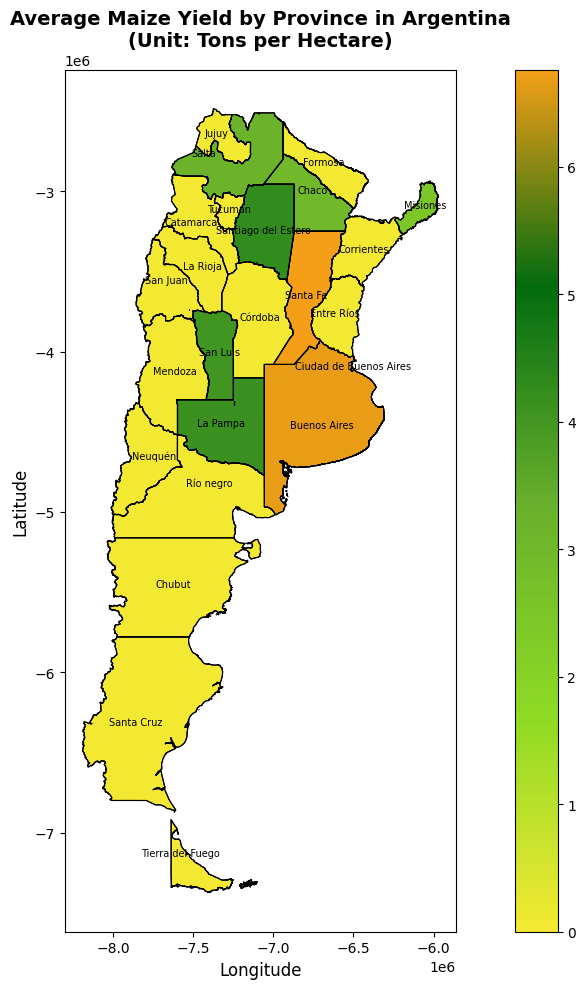 Average Maize Yield by Province in Argentina
(Unit: Tons per Hectare)
1e6
Jujuy
Salta
Formosa
Chaco
Misiones
Tucuman
Catamarca
Santiago del Estero
Corrientes
La Rioja
San Juan
Santa Fe
Córdoba
Entre Ríos
San Luis
Ciudad de Buenos Aires
Mendoza
La Pampa
Buenos Aires
Neuquén
Río negro
Chubut
Santa Cruz
Tierra del Fuego
−3
−4
−5
−6
−7
Latitude
−8.0
−7.5
−7.0
−6.5
−6.0
1e6
Longitude
6
5
4
3
2
1
0